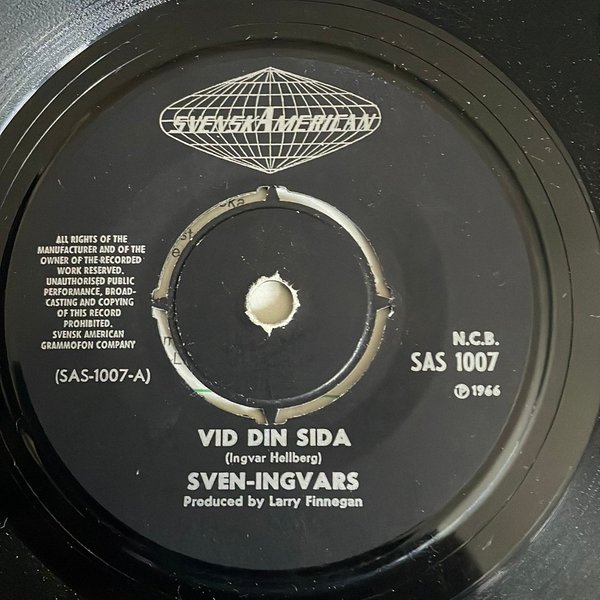 SVENSKAMERICAN
ALL RIGHTS OF THE
MANUFACTURER AND OF THE
OWNER OF THE RECORDED
WORK RESERVED.
UNAUTHORISED PUBLIC
PERFORMANCE, BROAD-
CASTING AND COPYING
OF THIS RECORD
PROHIBITED.
SVENSK AMERICAN
GRAMMOFON COMPANY
(SAS-1007-A)
N.C.B.
SAS 1007
℗ 1966
VID DIN SIDA
(Ingvar Hellberg)
SVEN-INGVARS
Produced by Larry Finnegan